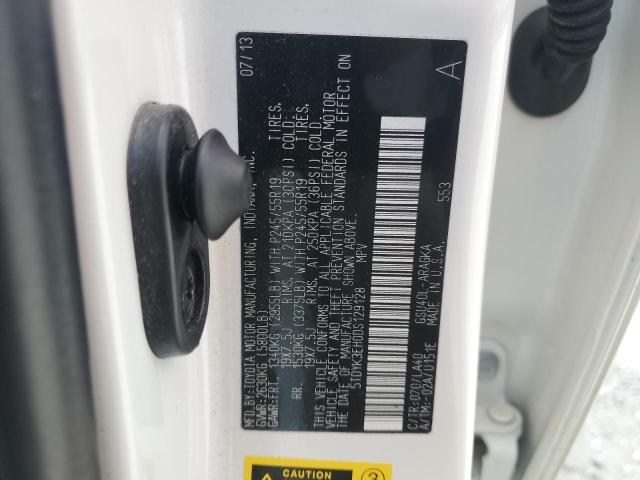 MFD.BY:TOYOTA MOTOR MANUFACTURING, INDIANA, INC. 07/13
GVWR:2630KG(5800LB)
GAWR:FRT. 1340KG (2955LB) WITH P245/55R19 TIRES,
19X7.5J RIMS, AT 210KPA (30PSI) COLD.
RR. 1530KG (3375LB) WITH P245/55R19 TIRES,
19X7.5J RIMS, AT 250KPA (36PSI) COLD.
THIS VEHICLE CONFORMS TO ALL APPLICABLE FEDERAL MOTOR
VEHICLE SAFETY AND THEFT PREVENTION STANDARDS IN EFFECT ON
THE DATE OF MANUFACTURE SHOWN ABOVE.
5TDYK3EH0DS129128 MPV
A
C/TR:070/LA40 GSU40L-ARAGKA 553
A/TM:-02A/U151E MADE IN U.S.A.
CAUTION
3